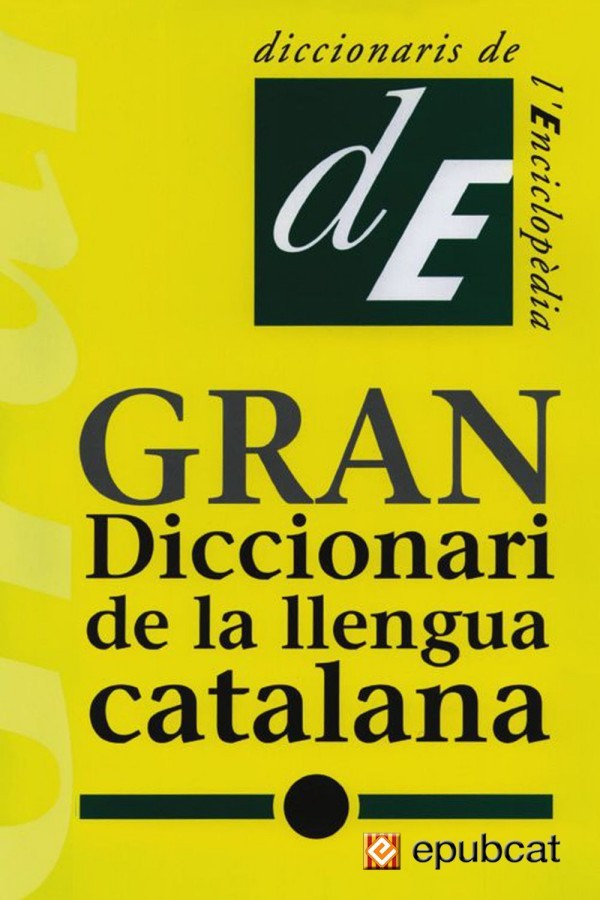 diccionaris de
l'Enciclopèdia
dE
GRAN
Diccionari
de la llengua
catalana
epubcat